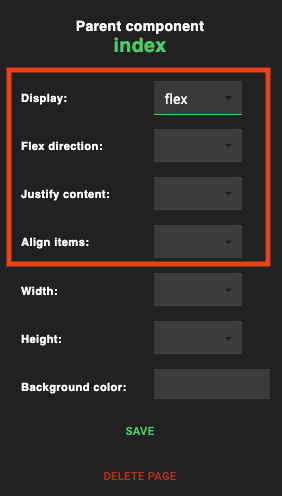 Parent component
index
Display: flex
Flex direction:
Justify content:
Align items:
Width:
Height:
Background color:
SAVE
DELETE PAGE